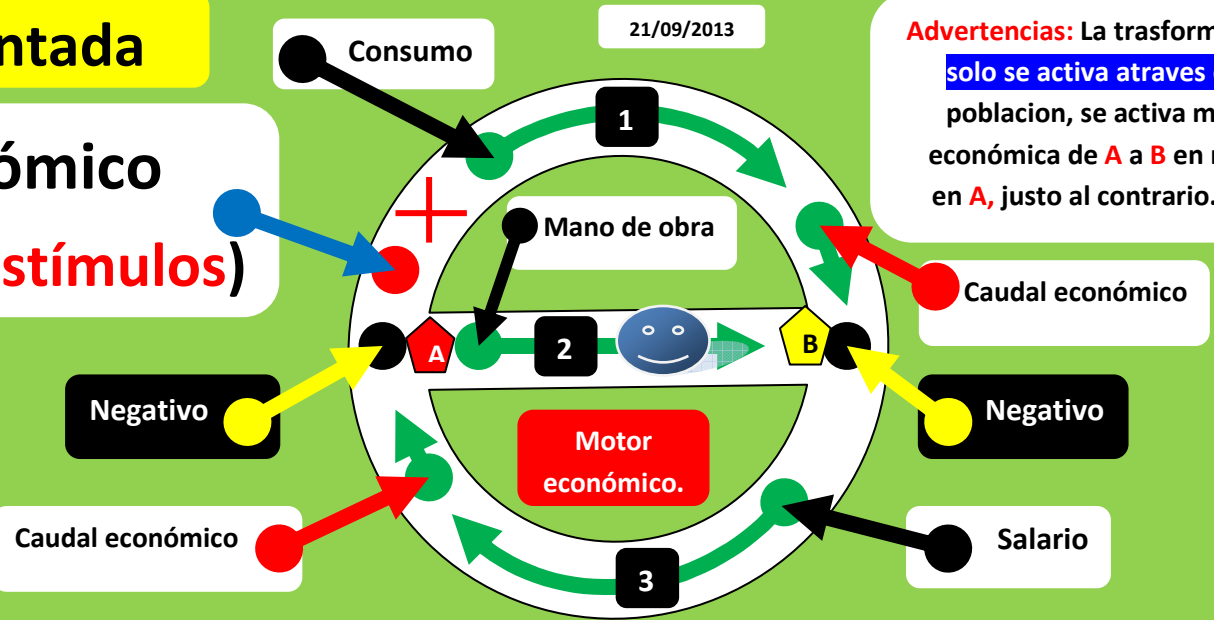 ntada
ómico
stímulos)
Consumo
21/09/2013
Advertencias: La trasform
solo se activa atraves
poblacion, se activa m
económica de A a B en
en A, justo al contrario.
1
Mano de obra
Caudal económico
A
2
B
Negativo
Motor
económico.
Negativo
Caudal económico
3
Salario